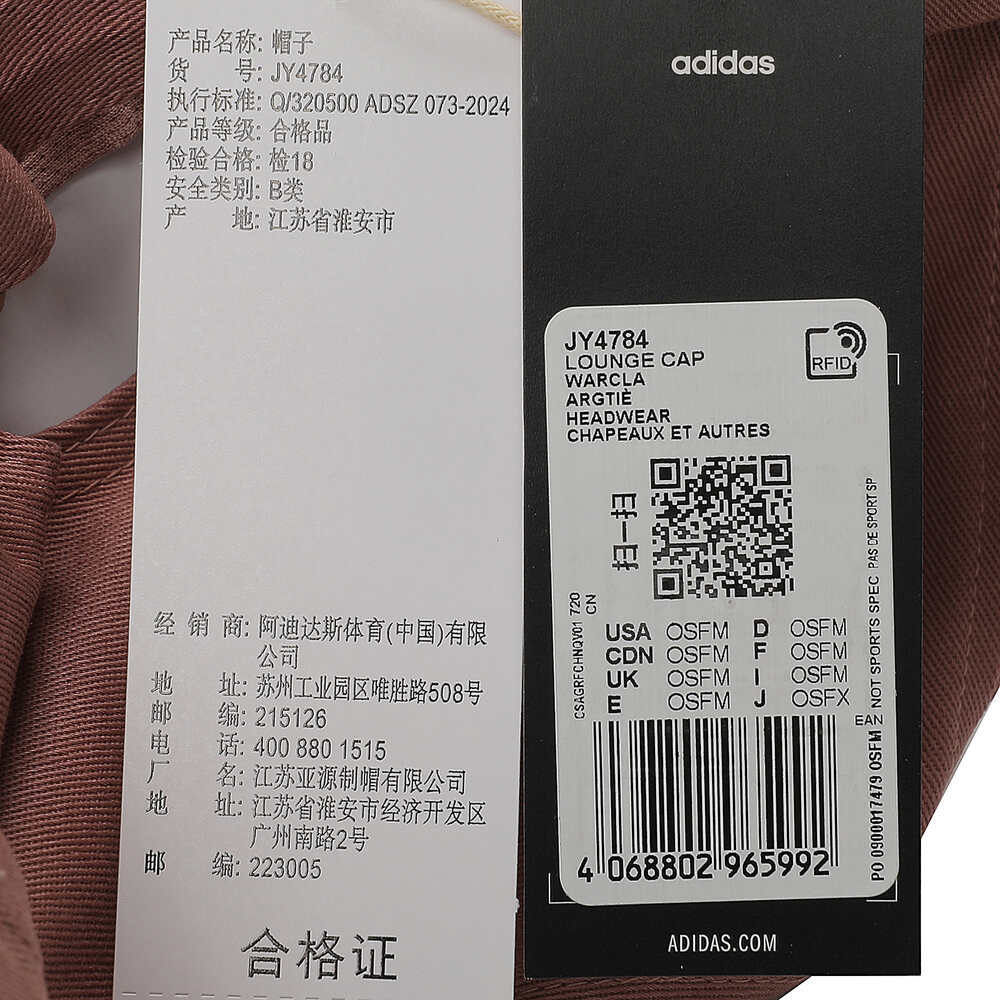 产品名称: 帽子
货 号: JY4784
执行标准: Q/320500 ADSZ 073-2024
产品等级: 合格品
检验合格: 检18
安全类别: B类
产 地: 江苏省淮安市
经 销 商: 阿迪达斯体育(中国)有限
公司
地 址: 苏州工业园区唯胜路508号
邮 编: 215126
电 话: 400 880 1515
厂 名: 江苏亚源制帽有限公司
地 址: 江苏省淮安市经济开发区
广州南路2号
邮 编: 223005
合格证
adidas
JY4784
LOUNGE CAP
WARCLA
ARGTIÈ
HEADWEAR
CHAPEAUX ET AUTRES
RFID
扫一扫
CSAGRFCHNQV01 720
CN
USA OSFM D OSFM
CDN OSFM F OSFM
UK OSFM I OSFM
E OSFM J OSFX
EAN NOT SPORTS SPEC PAS DE SPORT SP
PO 0900017479 OSFM
4 068802 965992
ADIDAS.COM